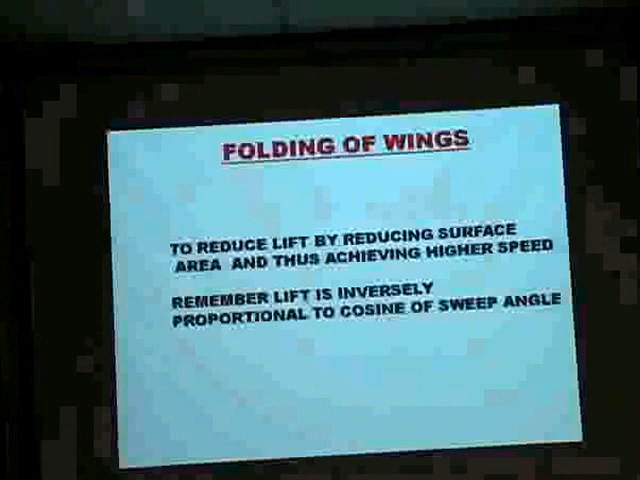 FOLDING OF WINGS
TO REDUCE LIFT BY REDUCING SURFACE
AREA AND THUS ACHIEVING HIGHER SPEED
REMEMBER LIFT IS INVERSELY
PROPORTIONAL TO COSINE OF SWEEP ANGLE